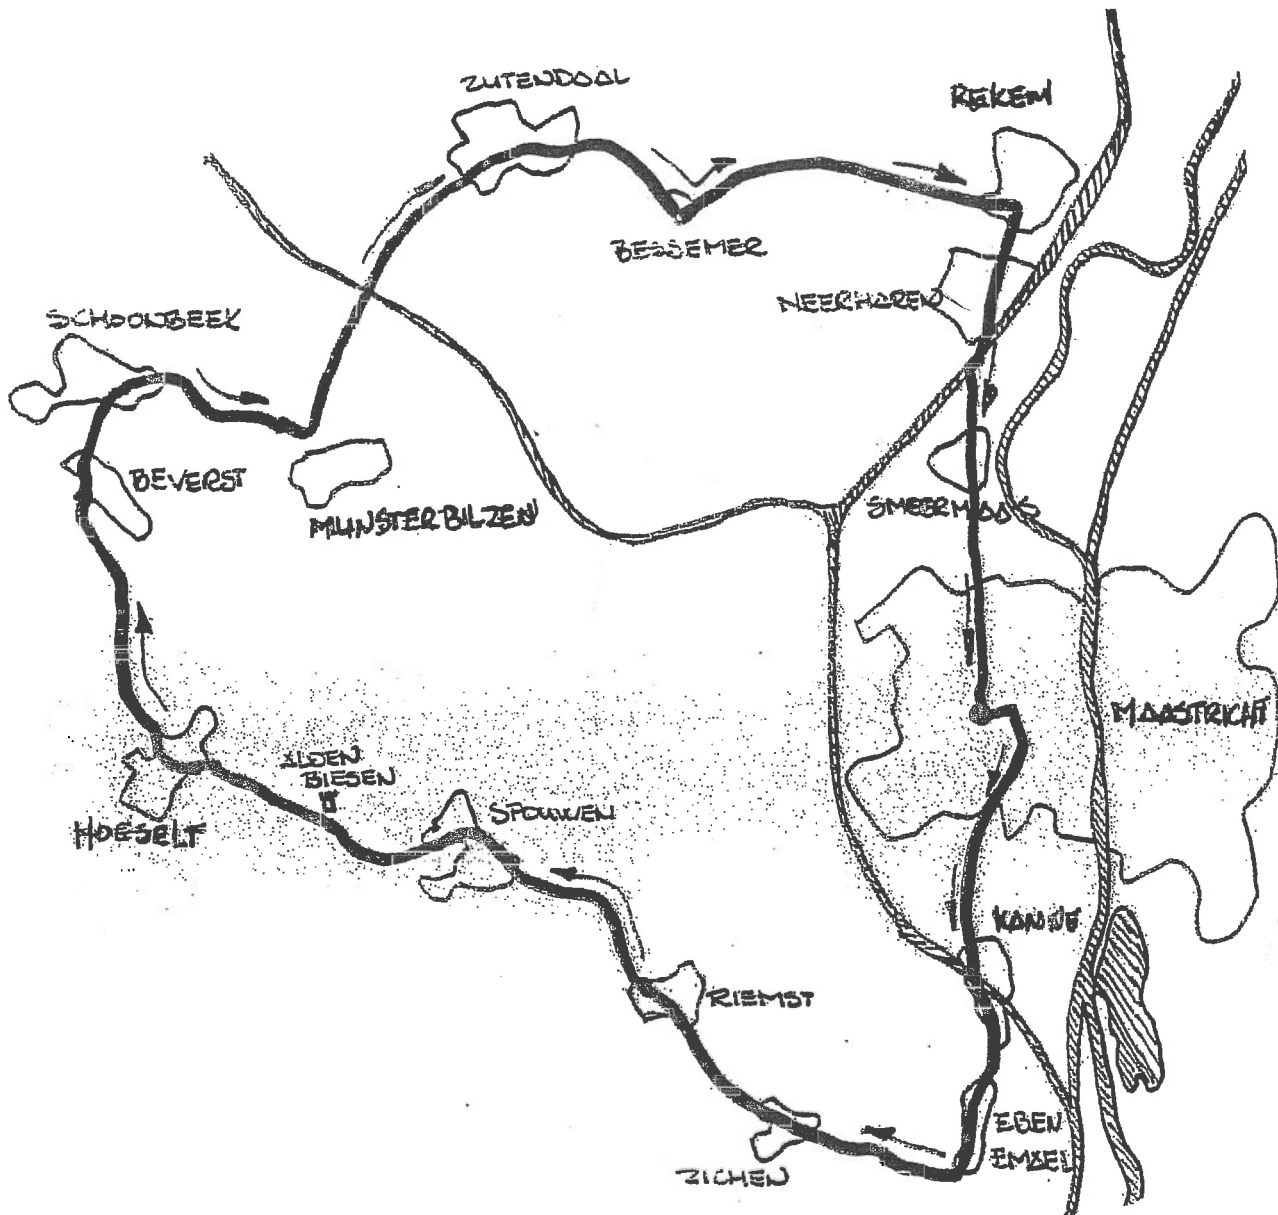 ZUTENDAAL
REKEM
BESSEMER
NEERHAREN
SCHOONBEEK
BEVERST
MUNSTERBILZEN
SMEERMAAS
MAASTRICHT
ALDEN
BIESEN
SPOUWEN
HOESELT
KANNE
RIEMST
EBEN
EMAEL
ZICHEN